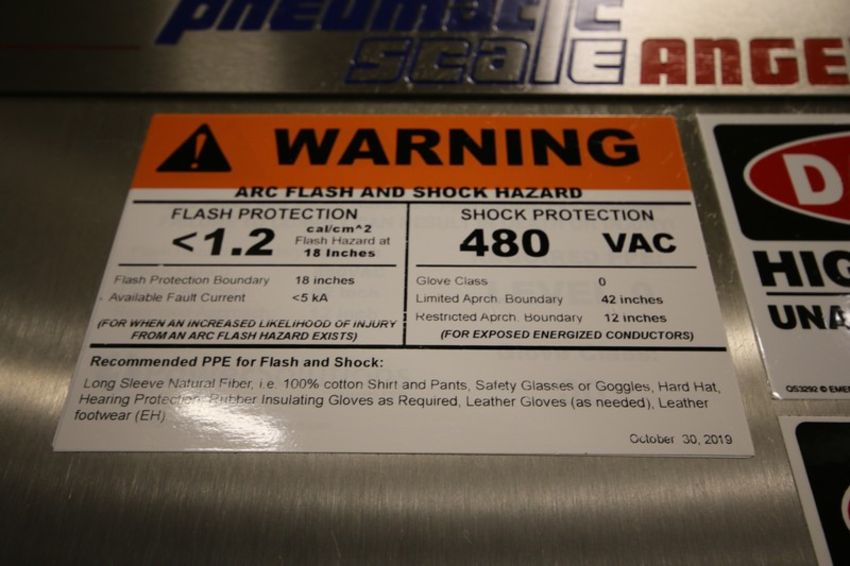 pneumatic
scale ANGE
WARNING
ARC FLASH AND SHOCK HAZARD
FLASH PROTECTION
<1.2 cal/cm^2 Flash Hazard at 18 Inches
Flash Protection Boundary 18 inches
Available Fault Current <5 kA
(FOR WHEN AN INCREASED LIKELIHOOD OF INJURY
FROM AN ARC FLASH HAZARD EXISTS)
SHOCK PROTECTION
480 VAC
Glove Class 0
Limited Aprch. Boundary 42 inches
Restricted Aprch. Boundary 12 inches
(FOR EXPOSED ENERGIZED CONDUCTORS)
Recommended PPE for Flash and Shock:
Long Sleeve Natural Fiber, i.e. 100% cotton Shirt and Pants, Safety Glasses or Goggles, Hard Hat,
Hearing Protection, Rubber Insulating Gloves as Required, Leather Gloves (as needed), Leather
footwear (EH)
October 30, 2019
D
HIG
UNA
QS3292 © EME